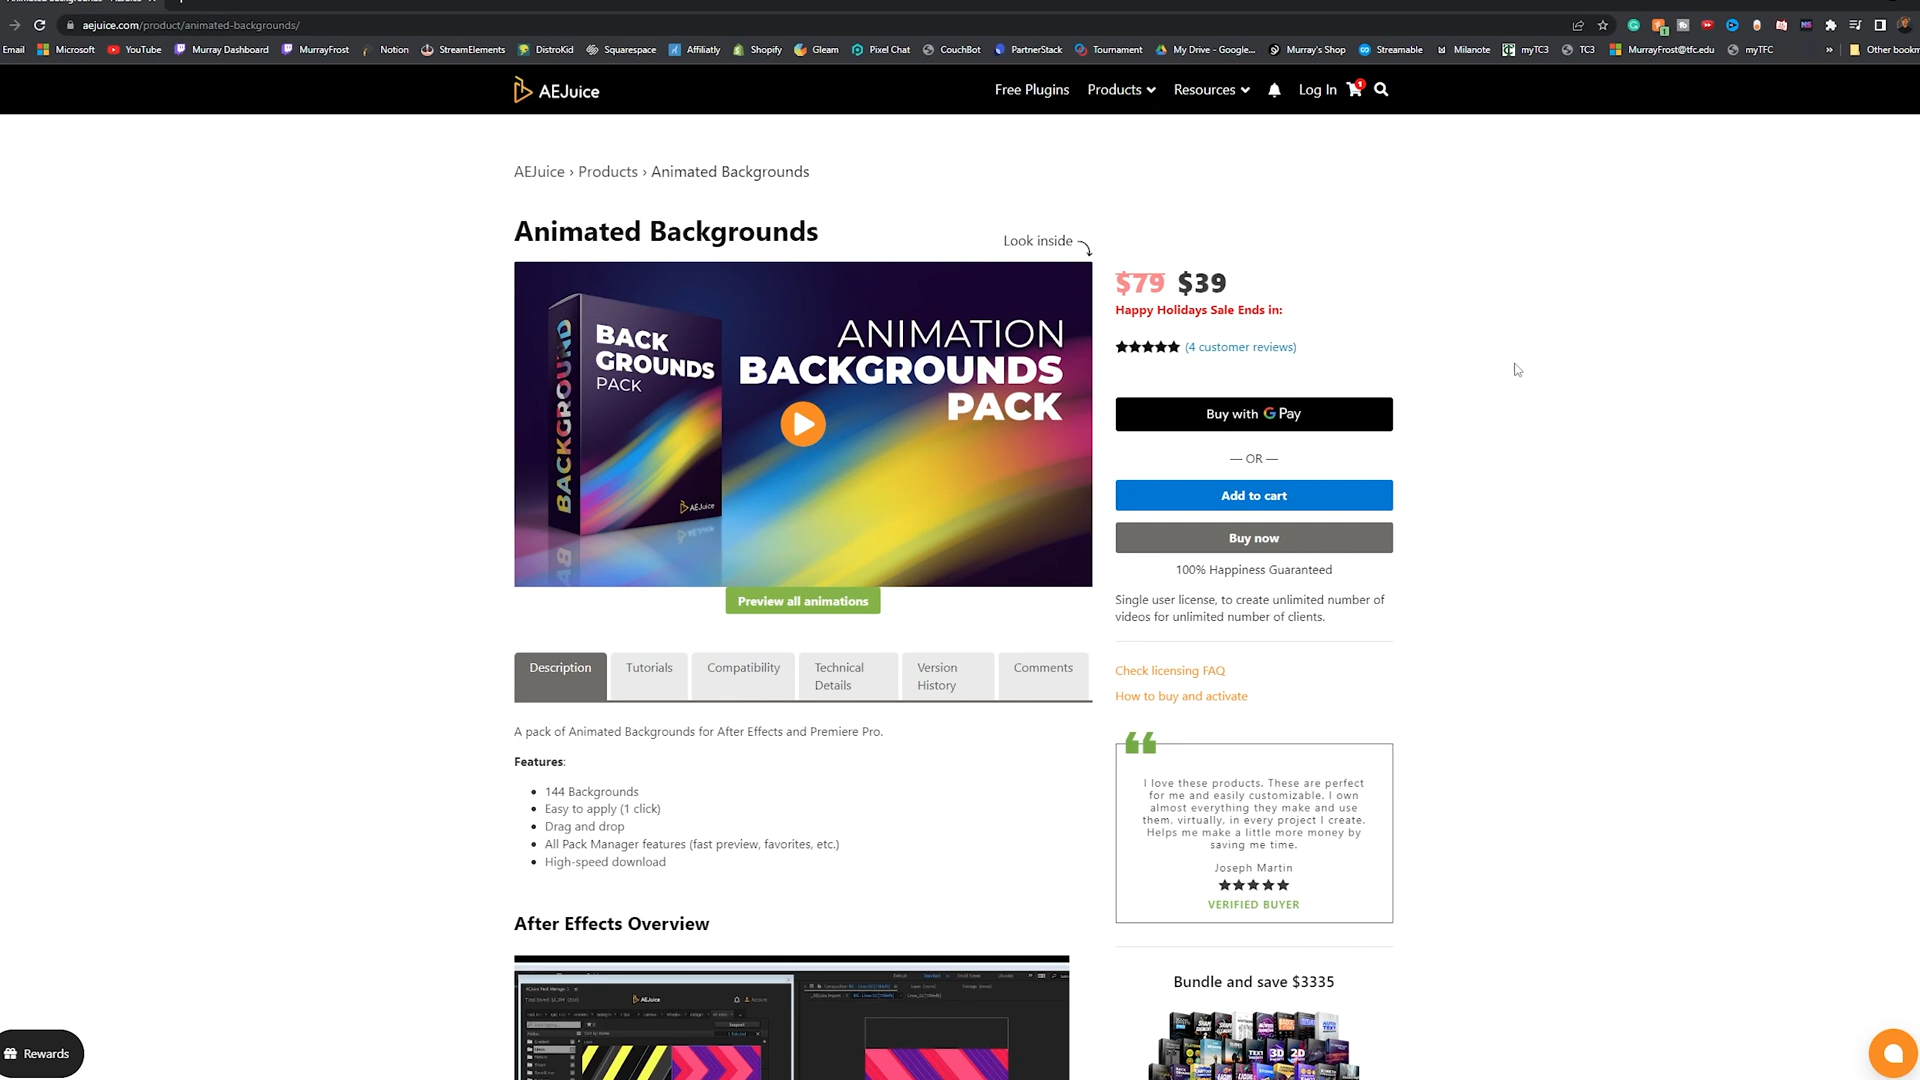 aejuice.com/product/animated-backgrounds/
Email Microsoft YouTube Murray Dashboard MurrayFrost Notion StreamElements DistroKid Squarespace Affiliatly Shopify Gleam Pixel Chat CouchBot PartnerStack Tournament My Drive - Google... Murray's Shop Streamable Milanote myTC3 TC3 MurrayFrost@tfc.edu myTFC » Other bookm
AEJuice
Free Plugins Products Resources Log In 1
AEJuice › Products › Animated Backgrounds
Animated Backgrounds
Look inside
BACK
GROUNDS
PACK
BACKGROUND
AEJuice
ANIMATION
BACKGROUNDS
PACK
Preview all animations
$79 $39
Happy Holidays Sale Ends in:
★★★★★ (4 customer reviews)
Buy with G Pay
— OR —
Add to cart
Buy now
100% Happiness Guaranteed
Single user license, to create unlimited number of
videos for unlimited number of clients.
Check licensing FAQ
How to buy and activate
Description Tutorials Compatibility Technical Details Version History Comments
A pack of Animated Backgrounds for After Effects and Premiere Pro.
Features:
• 144 Backgrounds
• Easy to apply (1 click)
• Drag and drop
• All Pack Manager features (fast preview, favorites, etc.)
• High-speed download
After Effects Overview
AEJuice
I love these products. These are perfect
for me and easily customizable. I own
almost everything they make and use
them, virtually, in every project I create.
Helps me make a little more money by
saving me time.
Joseph Martin
★★★★★
VERIFIED BUYER
Bundle and save $3335
Rewards